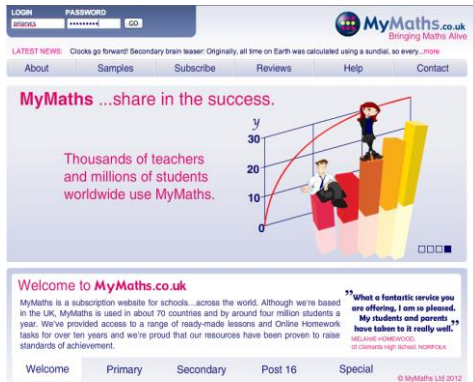 LOGIN PASSWORD
GO
MyMaths.co.uk
Bringing Maths Alive
LATEST NEWS: Clocks go forward! Secondary brain teaser: Originally, all time on Earth was calculated using a sundial, so every...more
About Samples Subscribe Reviews Help Contact
MyMaths ...share in the success.
Thousands of teachers
and millions of students
worldwide use MyMaths.
y
30
20
10
0
Welcome to MyMaths.co.uk
MyMaths is a subscription website for schools...across the world. Although we're based
in the UK, MyMaths is used in about 70 countries and by around four million students a
year. We've provided access to a range of ready-made lessons and Online Homework
tasks for over ten years and we're proud that our resources have been proven to raise
standards of achievement.
"What a fantastic service you
are offering, I am so pleased.
My students and parents
have taken to it really well."
MELANIE HOMEWOOD,
St Clements High School, NORFOLK
Welcome Primary Secondary Post 16 Special
© MyMaths Ltd 2012